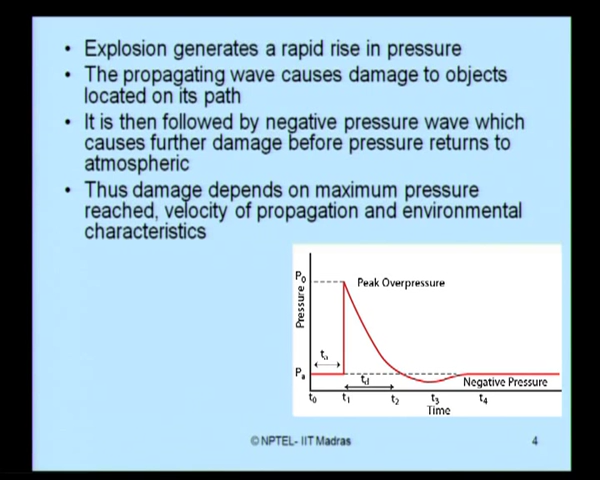 • Explosion generates a rapid rise in pressure
• The propagating wave causes damage to objects
located on its path
• It is then followed by negative pressure wave which
causes further damage before pressure returns to
atmospheric
• Thus damage depends on maximum pressure
reached, velocity of propagation and environmental
characteristics
P0
Peak Overpressure
Pressure
ta
Pa
td
Negative Pressure
t0 t1 t2 t3 t4
Time
© NPTEL- IIT Madras
4